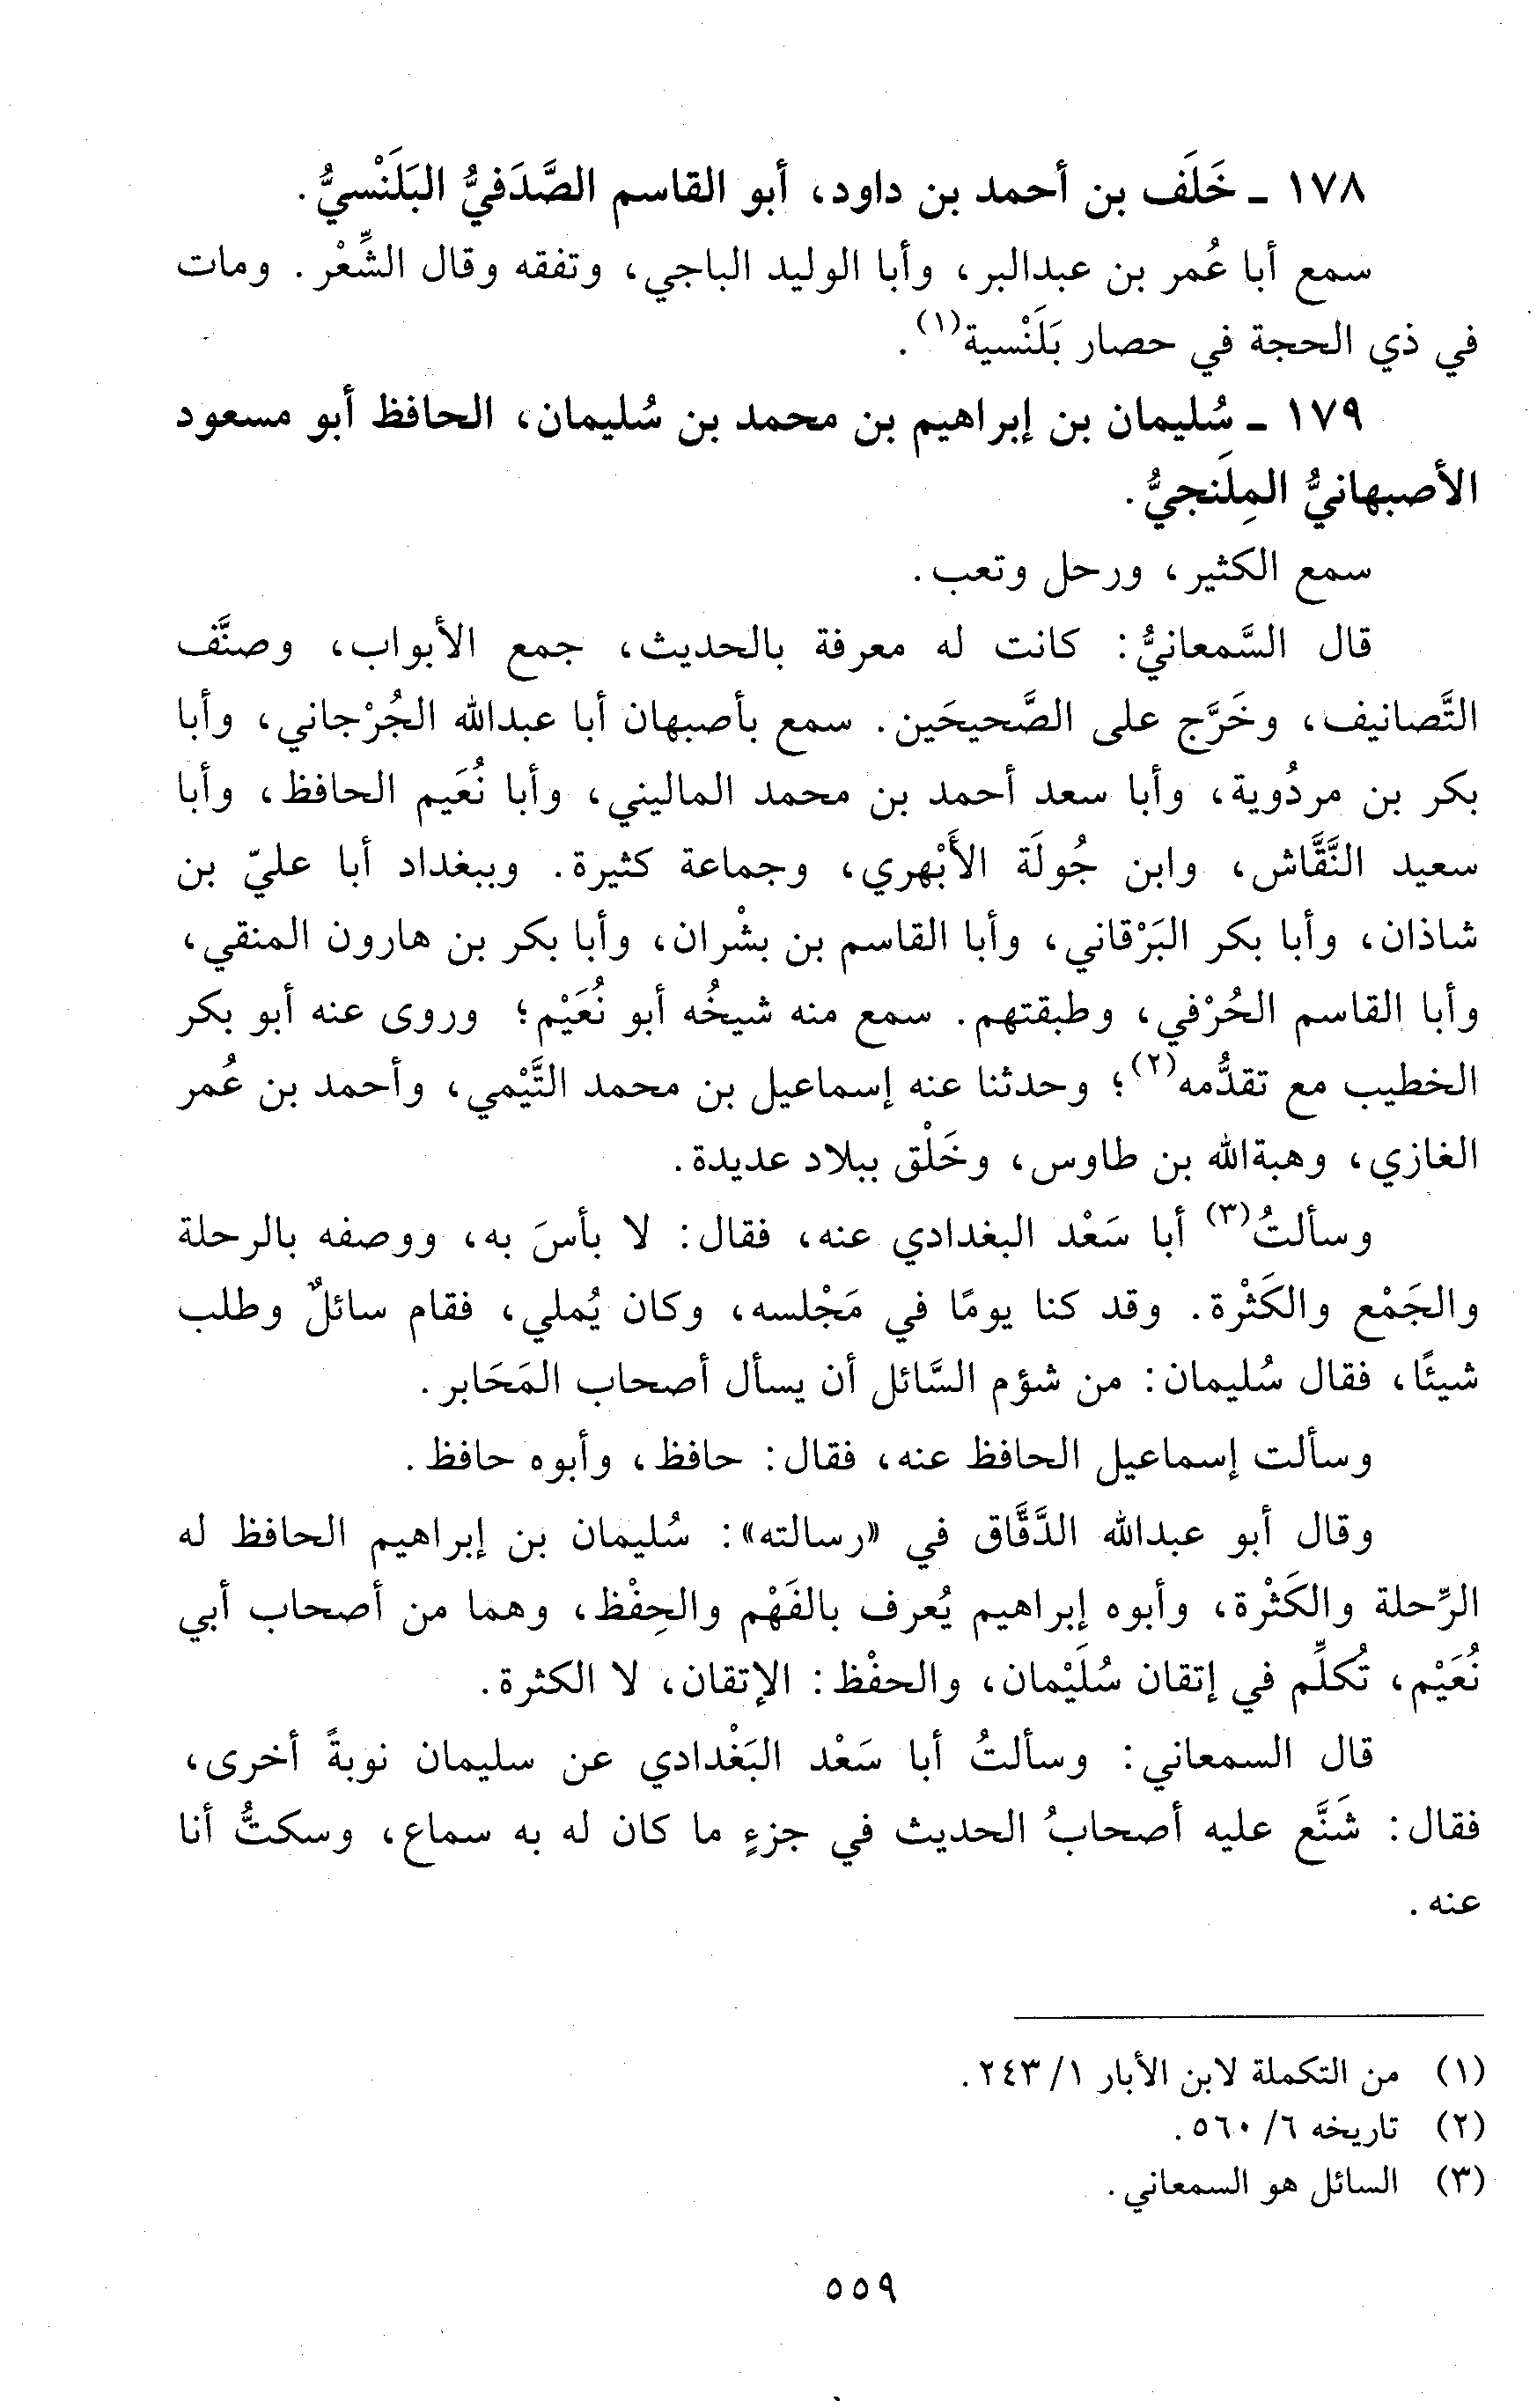 ١٧٨ ـ خَلَف بن أحمد بن داود، أبو القاسم الصَّدَفيُّ البَلَنْسيُّ.
سمع أبا عُمر بن عبدالبر، وأبا الوليد الباجي، وتفقه وقال الشِّعْر. ومات
في ذي الحجة في حصار بَلَنْسية(١).
١٧٩ ـ سُليمان بن إبراهيم بن محمد بن سُليمان، الحافظ أبو مسعود
الأصبهانيُّ المِلَنجيُّ.
سمع الكثير، ورحل وتعب.
قال السَّمعانيُّ: كانت له معرفة بالحديث، جمع الأبواب، وصنَّف
التَّصانيف، وخَرَّج على الصَّحيحَين. سمع بأصبهان أبا عبدالله الجُرْجاني، وأبا
بكر بن مردُوية، وأبا سعد أحمد بن محمد الماليني، وأبا نُعَيم الحافظ، وأبا
سعيد النَّقَّاش، وابن جُولَة الأَبْهري، وجماعة كثيرة. وببغداد أبا عليّ بن
شاذان، وأبا بكر البَرْقاني، وأبا القاسم بن بشْران، وأبا بكر بن هارون المنقي،
وأبا القاسم الحُرْفي، وطبقتهم. سمع منه شيخُه أبو نُعَيْم؛ وروى عنه أبو بكر
الخطيب مع تقدُّمه(٢)؛ وحدثنا عنه إسماعيل بن محمد التَّيْمي، وأحمد بن عُمر
الغازي، وهبةالله بن طاوس، وخَلْق ببلاد عديدة.
وسألتُ(٣) أبا سَعْد البغدادي عنه، فقال: لا بأسَ به، ووصفه بالرحلة
والجَمْع والكَثْرة. وقد كنا يومًا في مَجْلسه، وكان يُملي، فقام سائلٌ وطلب
شيئًا، فقال سُليمان: من شؤم السَّائل أن يسأل أصحاب المَحَابر.
وسألت إسماعيل الحافظ عنه، فقال: حافظ، وأبوه حافظ.
وقال أبو عبدالله الدَّقَّاق في «رسالته»: سُليمان بن إبراهيم الحافظ له
الرِّحلة والكَثْرة، وأبوه إبراهيم يُعرف بالفَهْم والحِفْظ، وهما من أصحاب أبي
نُعَيْم، تُكلِّم في إتقان سُلَيْمان، والحفْظ: الإتقان، لا الكثرة.
قال السمعاني: وسألتُ أبا سَعْد البَغْدادي عن سليمان نوبةً أخرى،
فقال: شَنَّع عليه أصحابُ الحديث في جزءٍ ما كان له به سماع، وسكتُّ أنا
عنه.
(١) من التكملة لابن الأبار ١/ ٢٤٣.
(٢) تاريخه ٦/ ٥٦٠.
(٣) السائل هو السمعاني.
٥٥٩